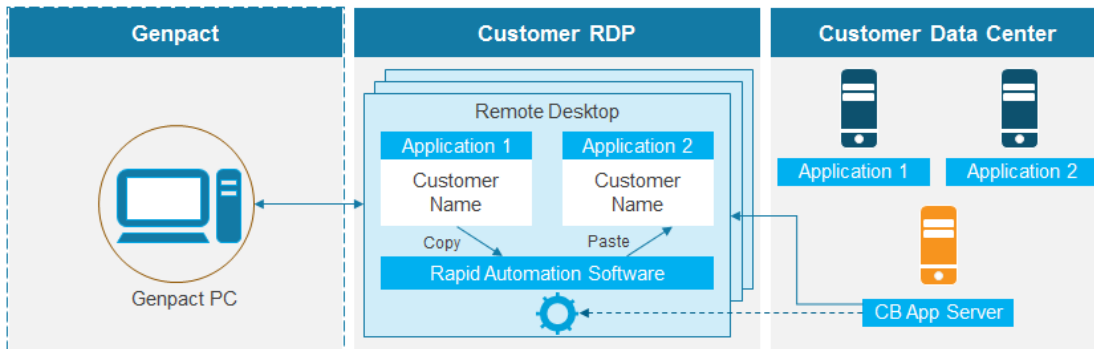 Genpact
Customer RDP
Customer Data Center
Remote Desktop
Application 1
Application 2
Customer
Name
Customer
Name
Copy
Paste
Rapid Automation Software
Genpact PC
Application 1
Application 2
CB App Server